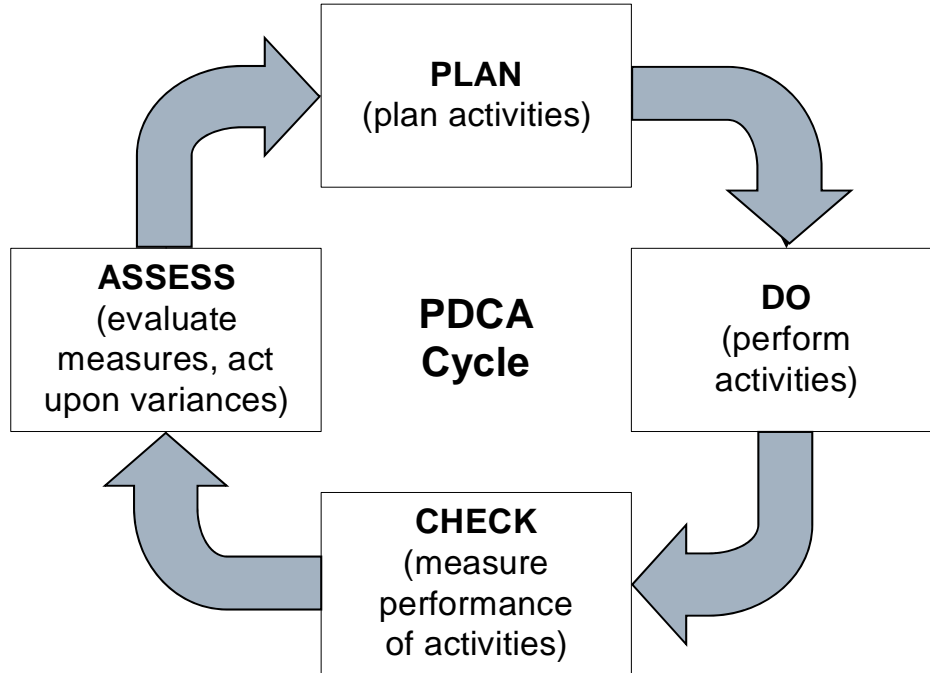 PLAN
(plan activities)
ASSESS
(evaluate
measures, act
upon variances)
PDCA
Cycle
DO
(perform
activities)
CHECK
(measure
performance
of activities)